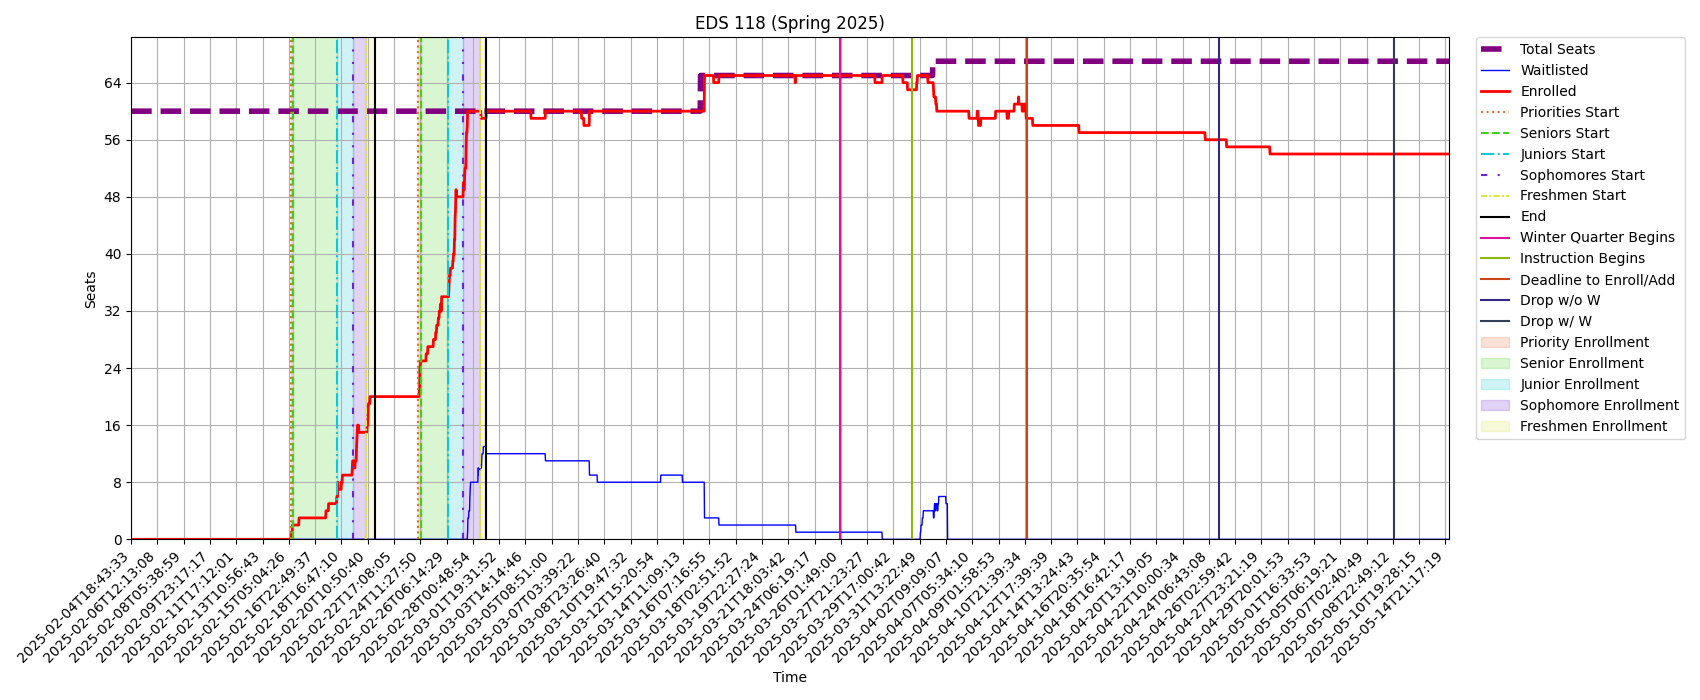 EDS 118 (Spring 2025)
Seats
64
56
48
40
32
24
16
8
0
2025-02-04T18:43:33
2025-02-06T12:13:08
2025-02-08T05:38:59
2025-02-09T23:17:17
2025-02-11T17:12:01
2025-02-13T10:56:43
2025-02-15T05:04:26
2025-02-16T22:49:37
2025-02-18T16:47:10
2025-02-20T10:50:40
2025-02-22T17:08:05
2025-02-24T11:27:50
2025-02-26T06:14:29
2025-02-28T00:48:54
2025-03-01T19:31:52
2025-03-03T14:14:46
2025-03-05T08:51:00
2025-03-07T03:39:22
2025-03-08T23:26:40
2025-03-10T19:47:32
2025-03-12T15:20:54
2025-03-14T11:09:13
2025-03-16T07:16:55
2025-03-18T02:51:52
2025-03-19T22:27:24
2025-03-21T18:03:42
2025-03-24T06:19:17
2025-03-26T01:49:00
2025-03-27T21:23:27
2025-03-29T17:00:42
2025-03-31T13:22:49
2025-04-02T09:09:07
2025-04-07T05:34:10
2025-04-09T01:58:53
2025-04-10T21:39:34
2025-04-12T17:39:39
2025-04-14T13:24:43
2025-04-16T20:35:54
2025-04-18T16:42:17
2025-04-20T13:19:05
2025-04-22T10:00:34
2025-04-24T06:43:08
2025-04-26T02:59:42
2025-04-27T23:21:19
2025-04-29T20:01:53
2025-05-01T16:33:53
2025-05-05T06:19:21
2025-05-07T02:40:49
2025-05-08T22:49:12
2025-05-10T19:28:15
2025-05-14T21:17:19
Time
Total Seats
Waitlisted
Enrolled
Priorities Start
Seniors Start
Juniors Start
Sophomores Start
Freshmen Start
End
Winter Quarter Begins
Instruction Begins
Deadline to Enroll/Add
Drop w/o W
Drop w/ W
Priority Enrollment
Senior Enrollment
Junior Enrollment
Sophomore Enrollment
Freshmen Enrollment